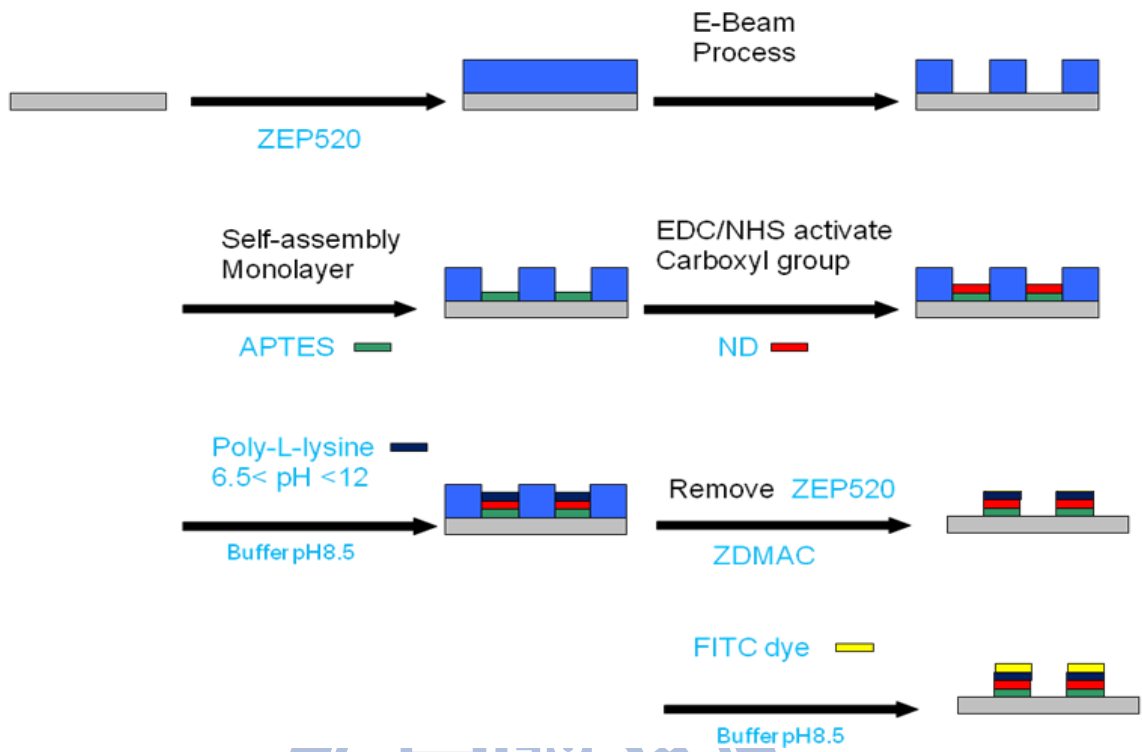 E-Beam
Process
ZEP520
Self-assembly
Monolayer
EDC/NHS activate
Carboxyl group
APTES
ND
Poly-L-lysine
6.5< pH <12
Remove ZEP520
Buffer pH8.5
ZDMAC
FITC dye
Buffer pH8.5